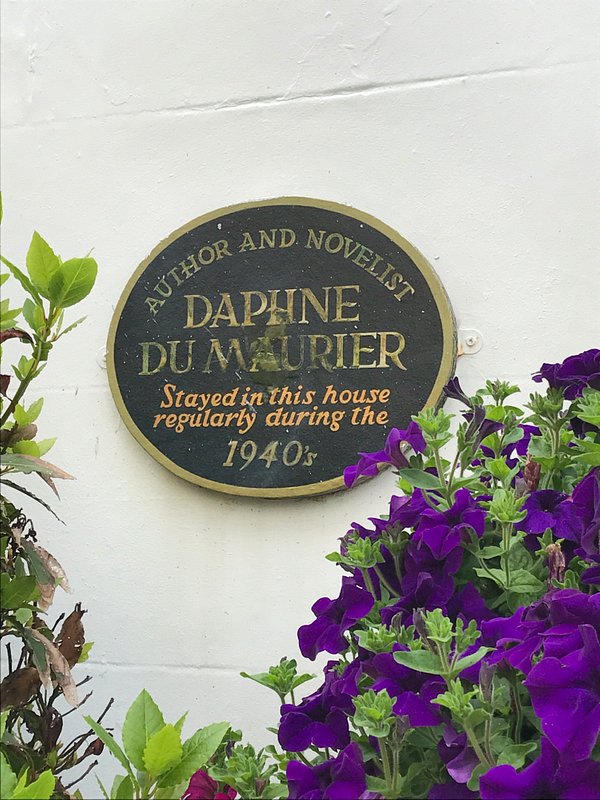 AUTHOR AND NOVELIST
DAPHNE
DU MAURIER
Stayed in this house
regularly during the
1940's